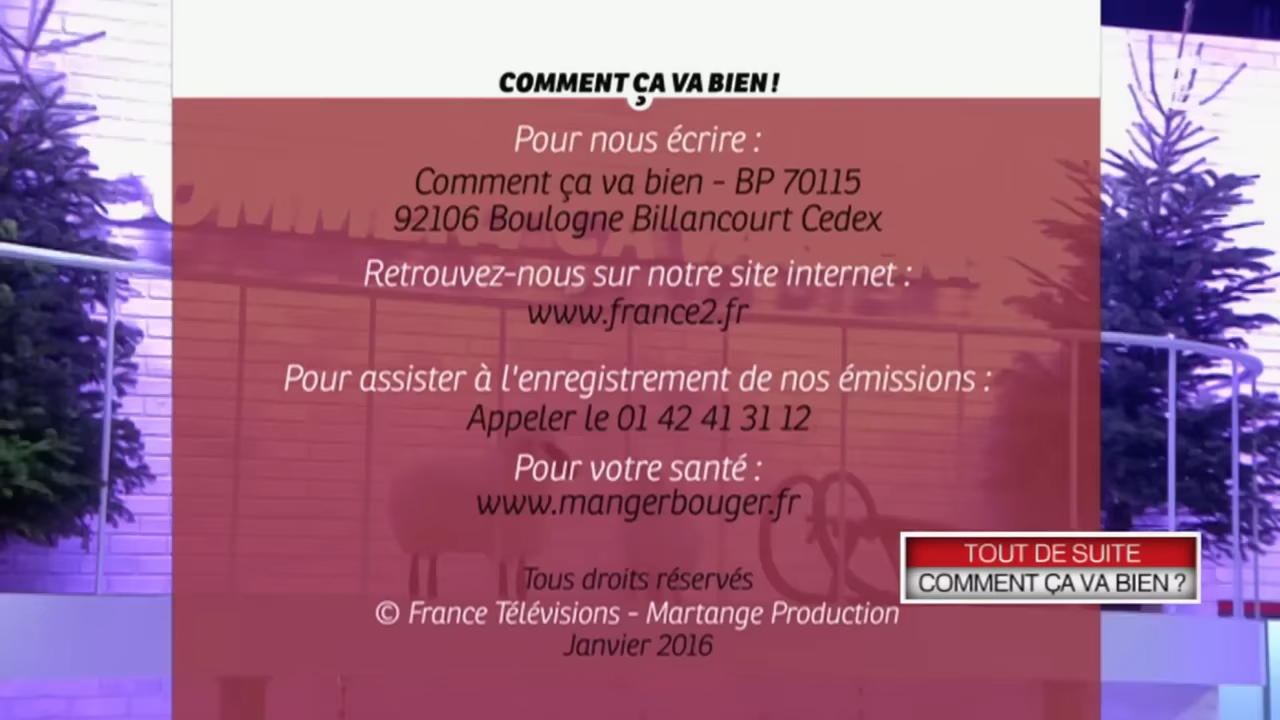 COMMENT ÇA VA BIEN !
Pour nous écrire :
Comment ça va bien - BP 70115
92106 Boulogne Billancourt Cedex
Retrouvez-nous sur notre site internet :
www.france2.fr
Pour assister à l'enregistrement de nos émissions :
Appeler le 01 42 41 31 12
Pour votre santé :
www.mangerbouger.fr
TOUT DE SUITE
COMMENT ÇA VA BIEN ?
Tous droits réservés
© France Télévisions - Martange Production
Janvier 2016